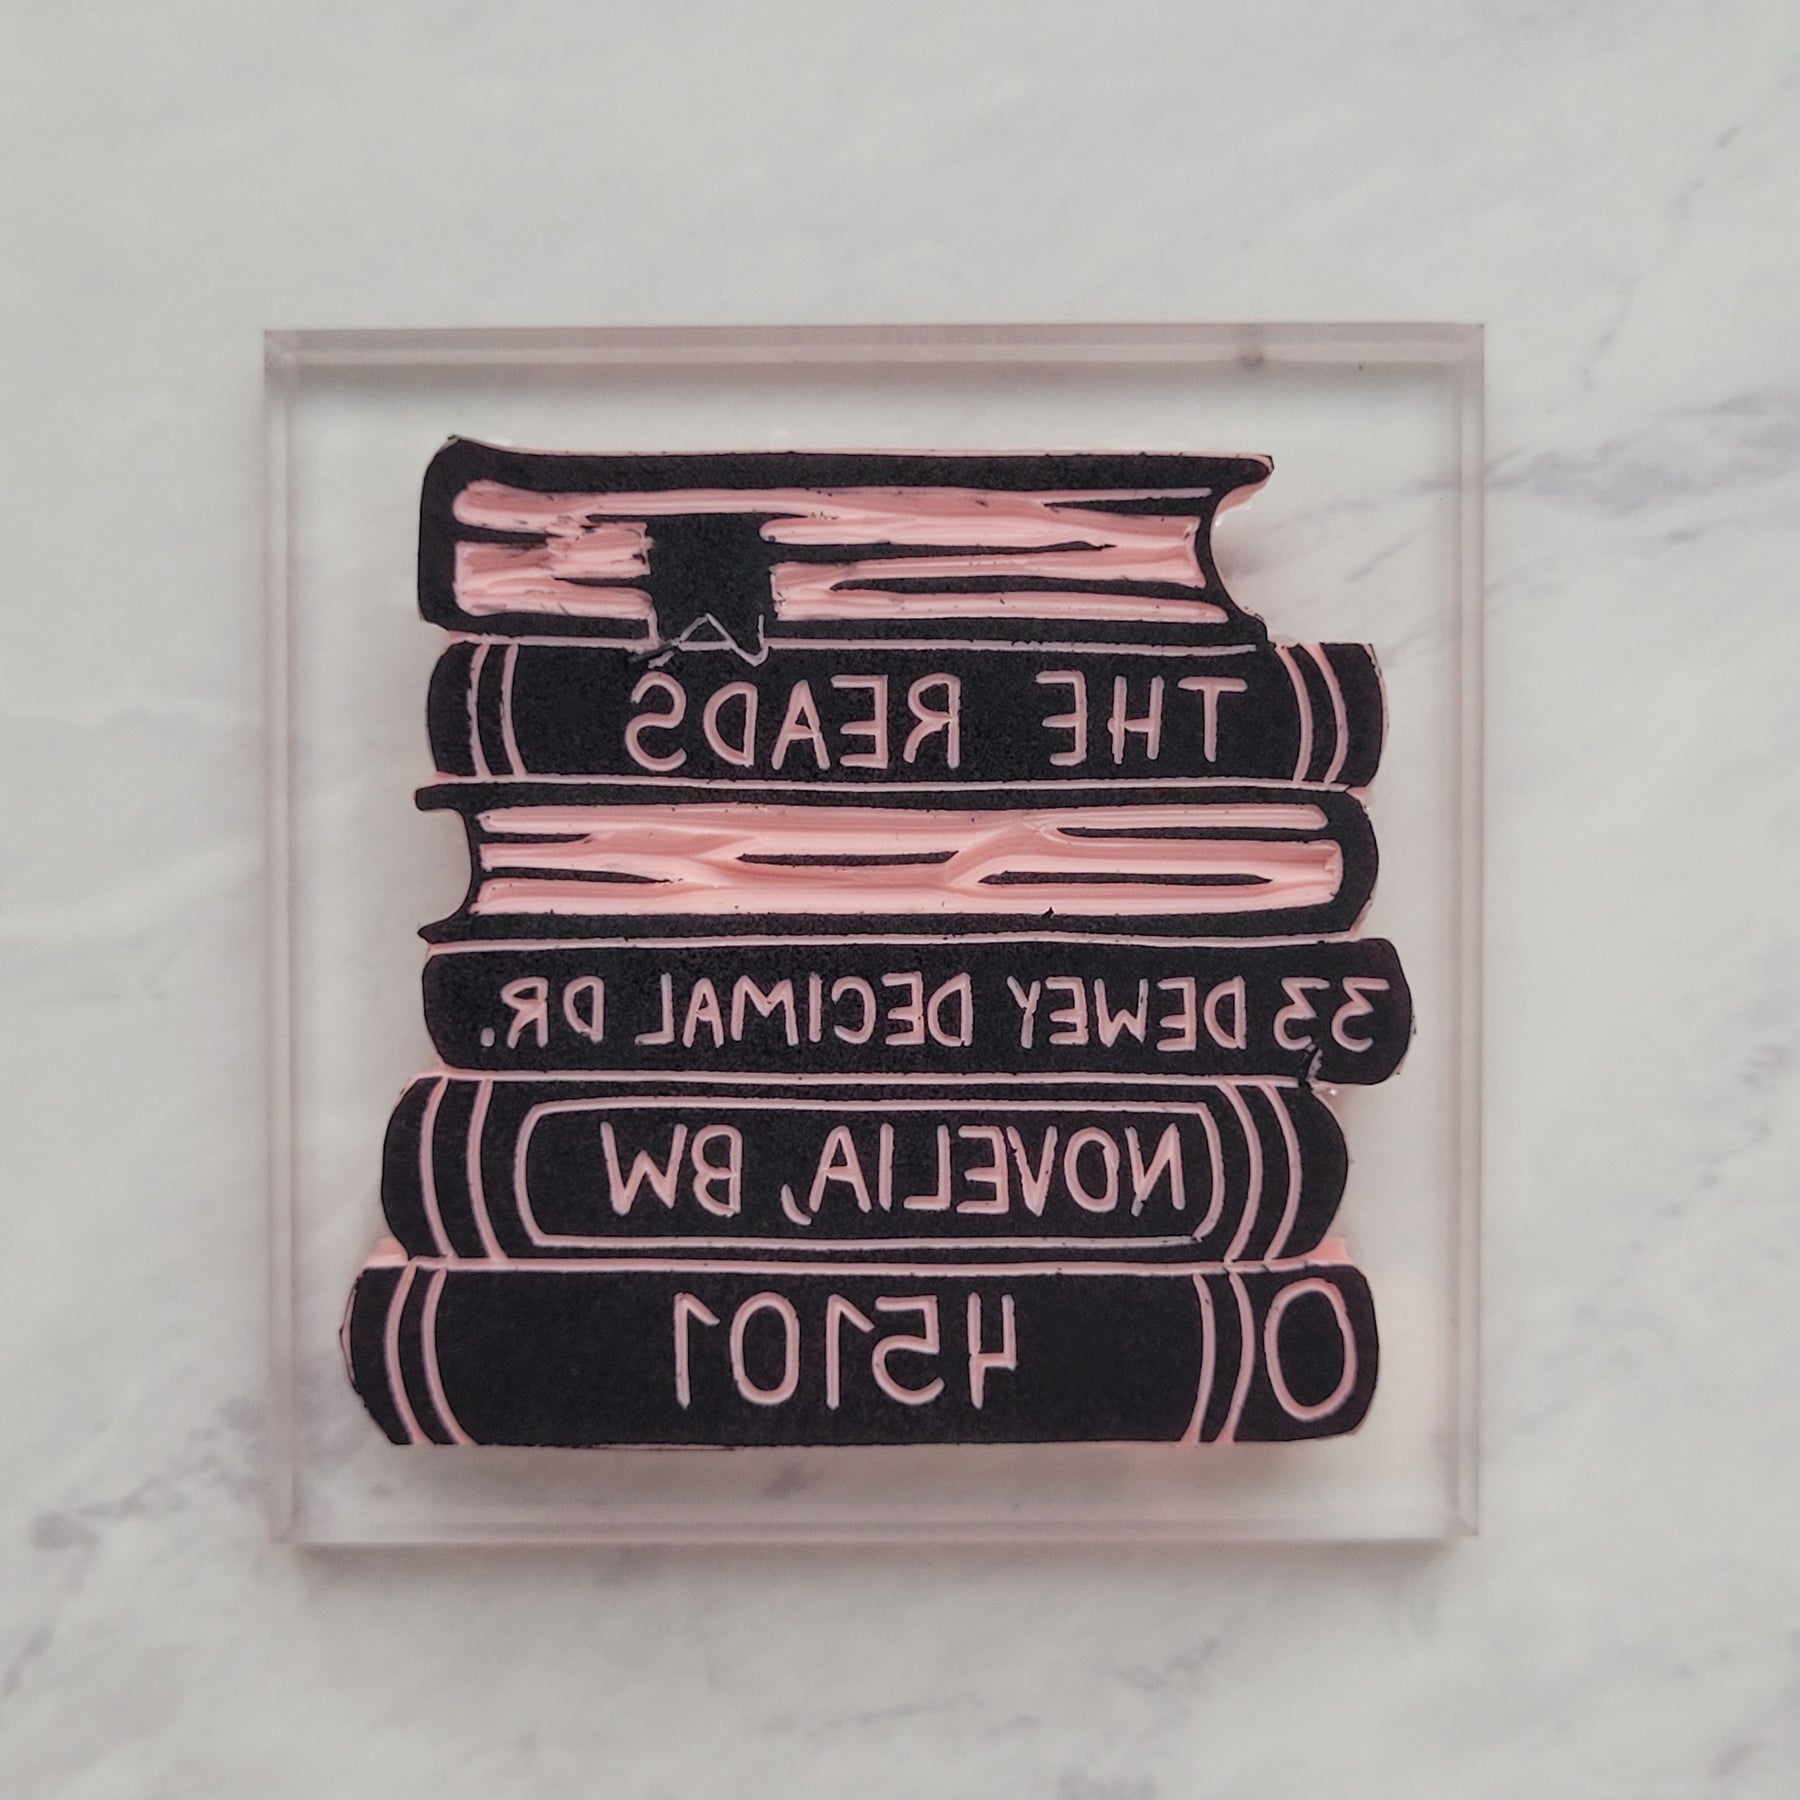 THE READS
33 DEWEY DECIMAL DR.
NOVELIA, BW
45101